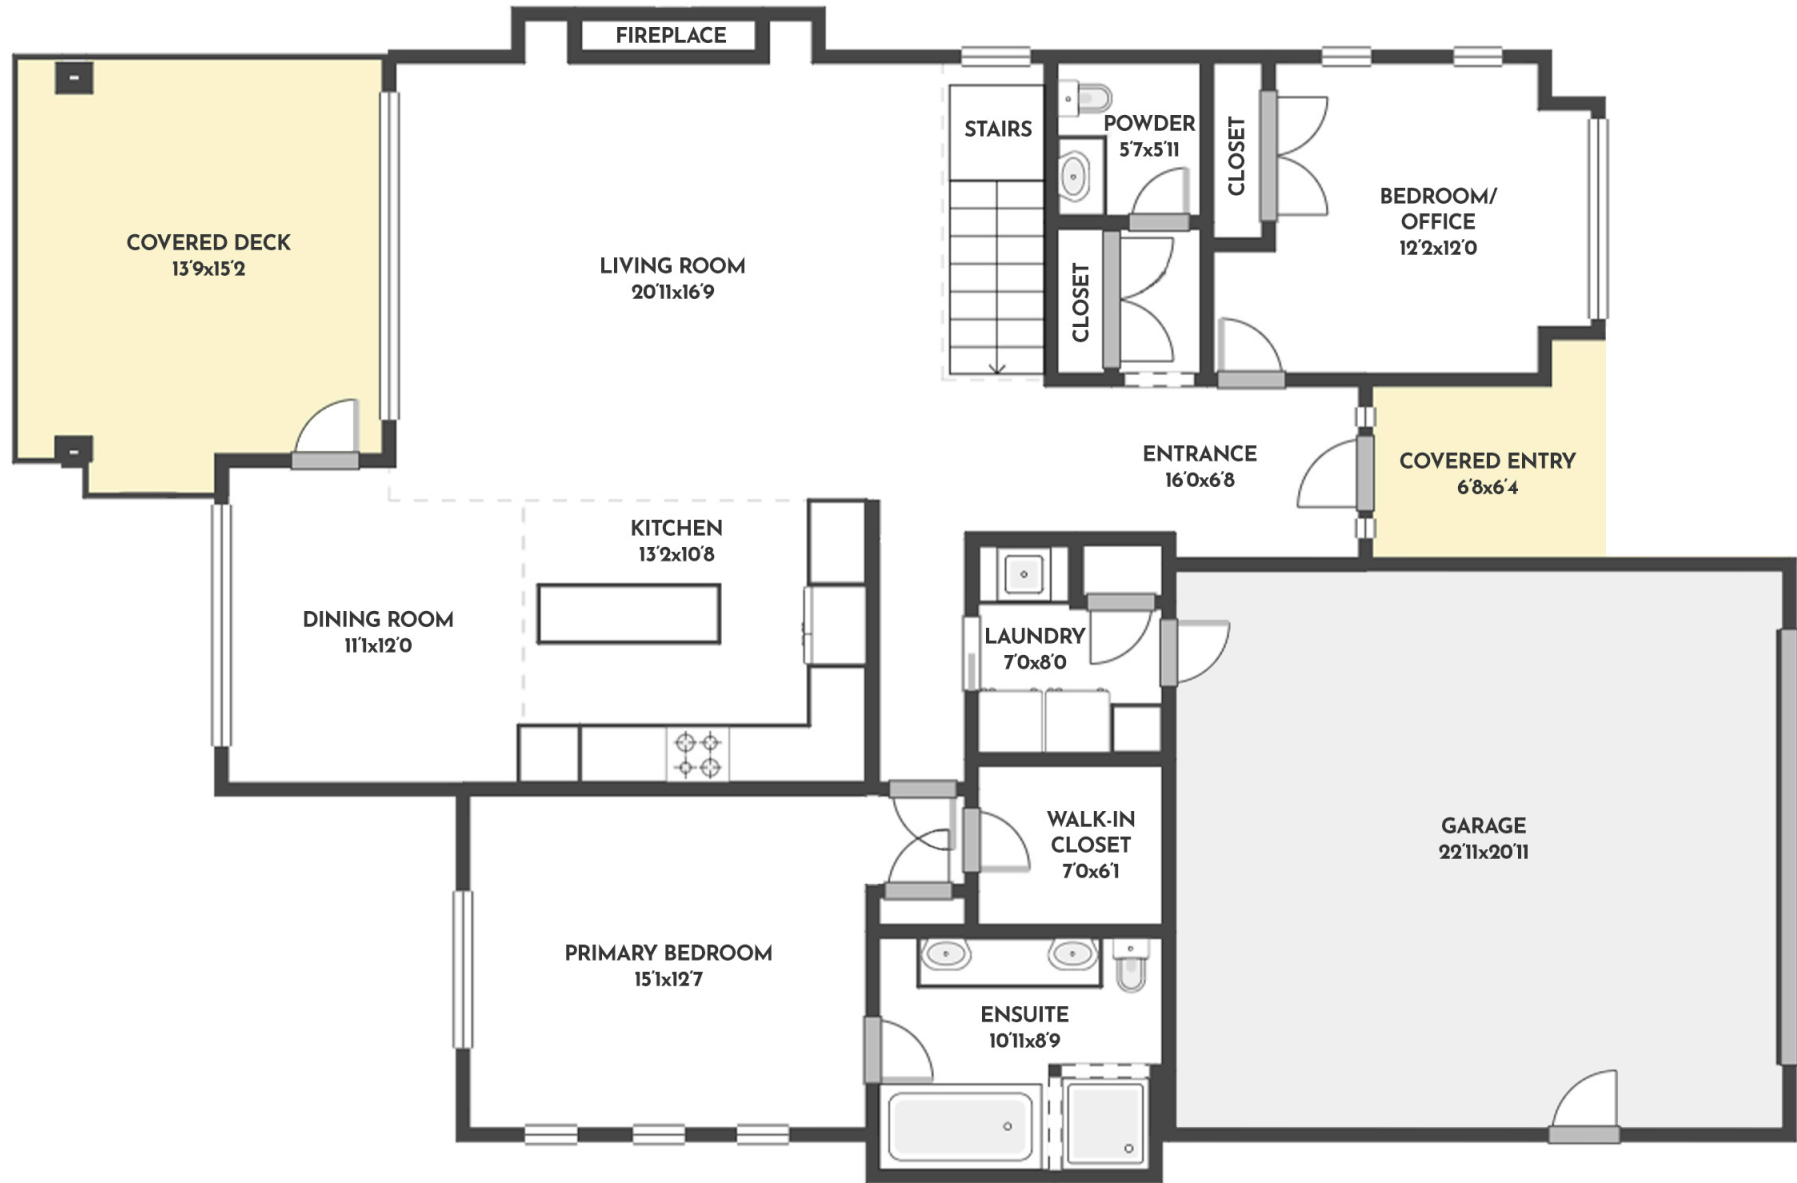 FIREPLACE
STAIRS
POWDER
5'7x5'11
CLOSET
BEDROOM/
OFFICE
12'2x12'0
COVERED DECK
13'9x15'2
LIVING ROOM
20'11x16'9
CLOSET
ENTRANCE
16'0x6'8
COVERED ENTRY
6'8x6'4
KITCHEN
13'2x10'8
DINING ROOM
11'1x12'0
LAUNDRY
7'0x8'0
WALK-IN
CLOSET
7'0x6'1
GARAGE
22'11x20'11
PRIMARY BEDROOM
15'1x12'7
ENSUITE
10'11x8'9